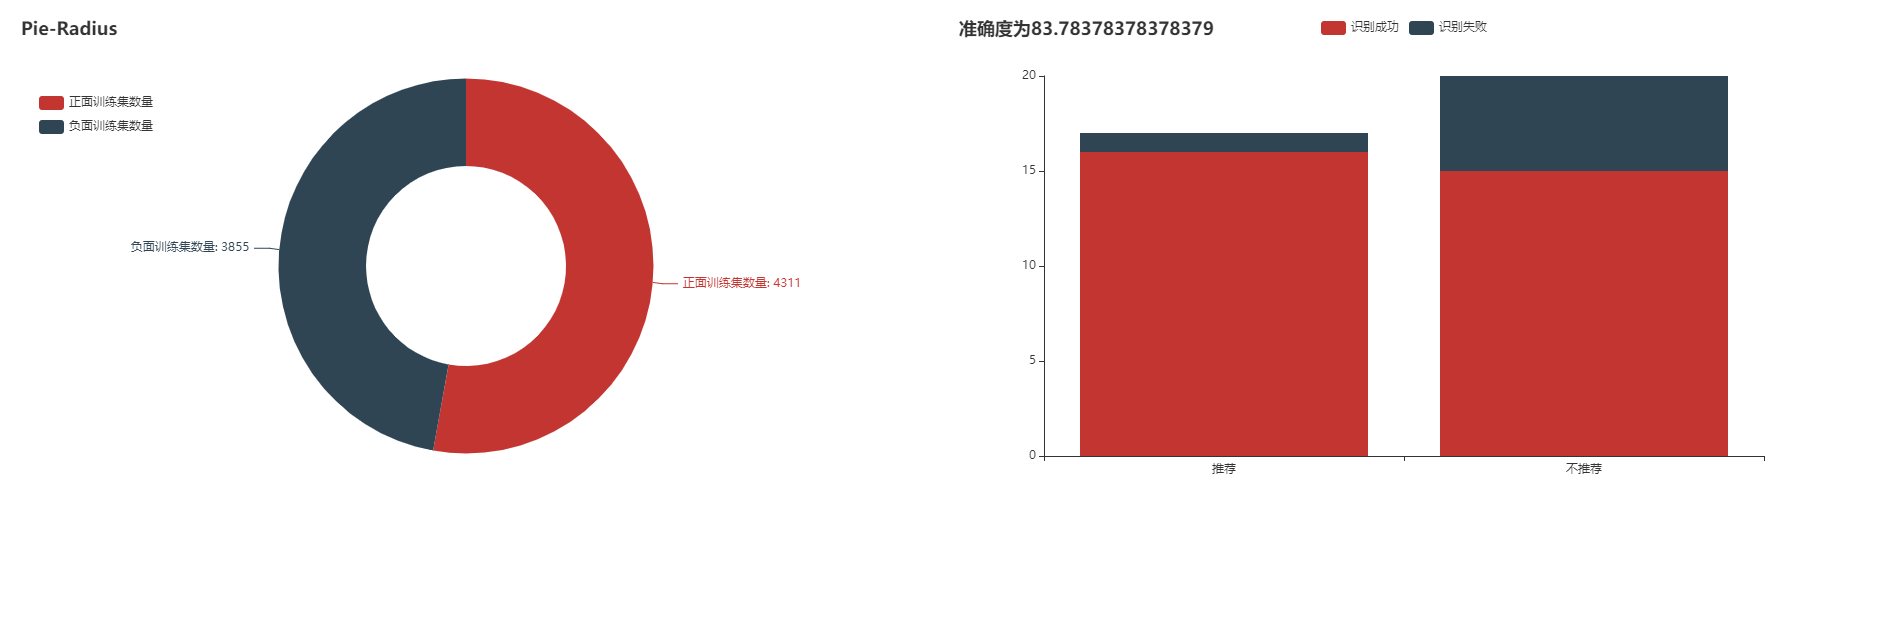 Pie-Radius
正面训练集数量
负面训练集数量
负面训练集数量: 3855
正面训练集数量: 4311
准确度为83.78378378378379
识别成功
识别失败
20
15
10
5
0
推荐
不推荐